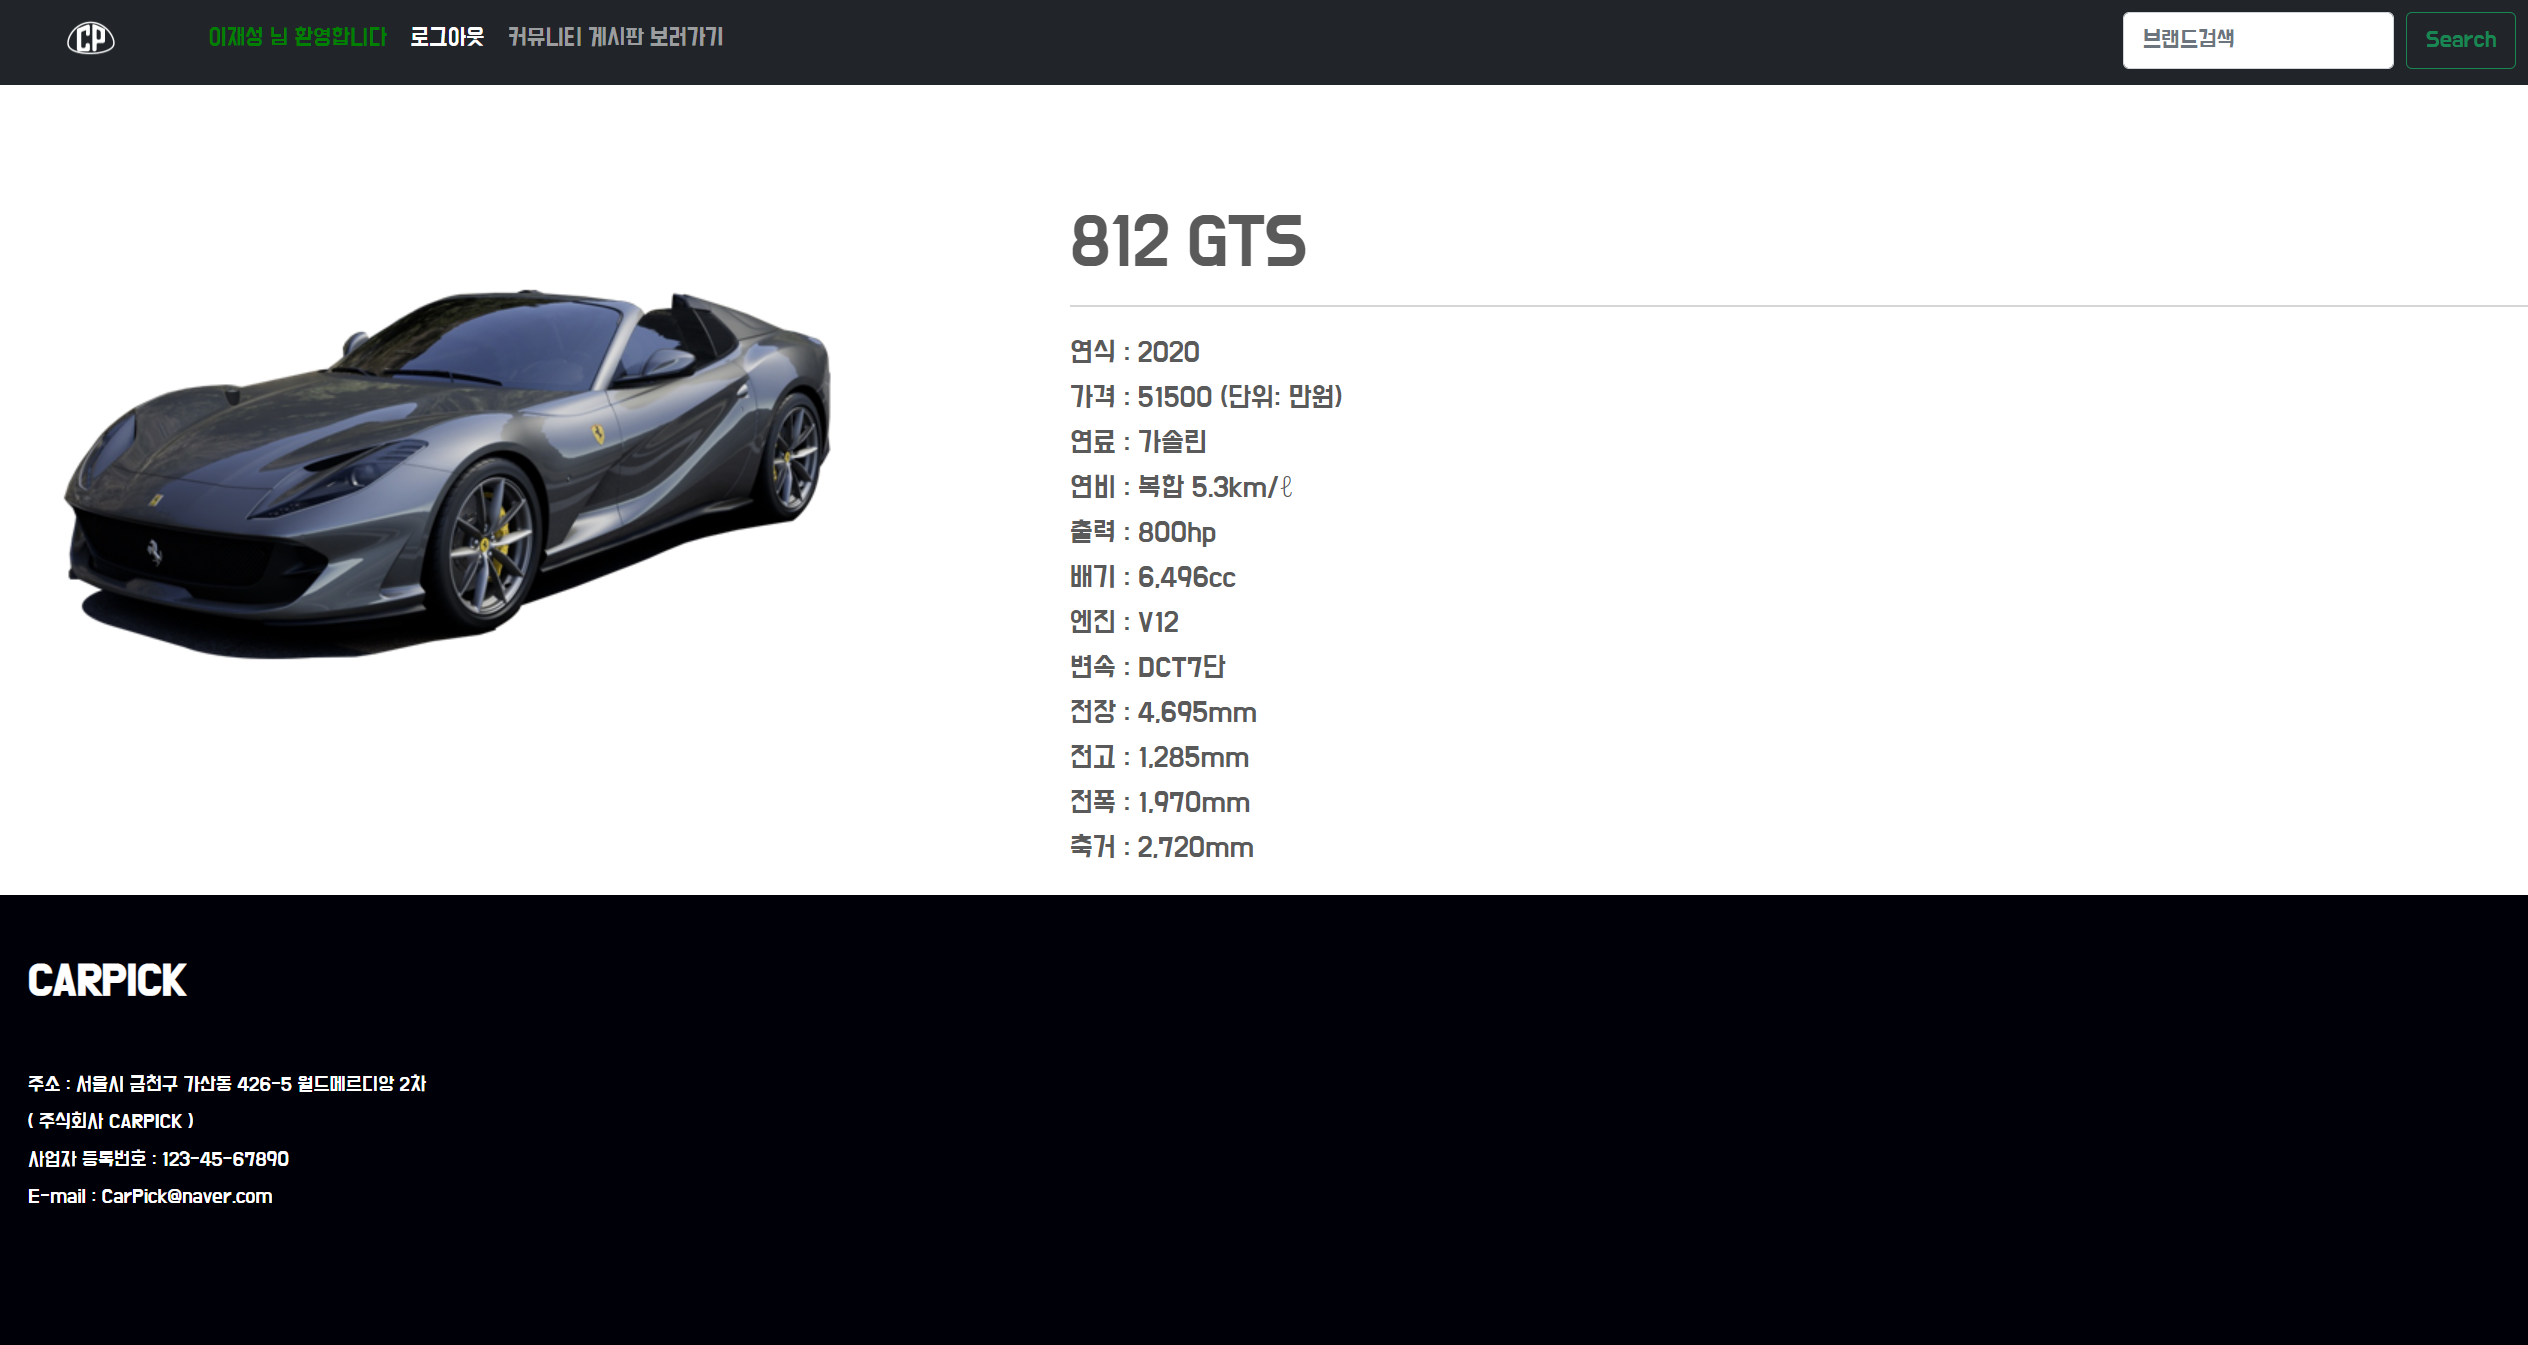 CP 이재성 님 환영합니다 로그아웃 커뮤니티 게시판 보러가기 브랜드검색 Search
812 GTS
연식 : 2020
가격 : 51500 (단위: 만원)
연료 : 가솔린
연비 : 복합 5.3km/ℓ
출력 : 800hp
배기 : 6,496cc
엔진 : V12
변속 : DCT7단
전장 : 4,695mm
전고 : 1,285mm
전폭 : 1,970mm
축거 : 2,720mm
CARPICK
주소 : 서울시 금천구 가산동 426-5 월드메르디앙 2차
( 주식회사 CARPICK )
사업자 등록번호 : 123-45-67890
E-mail : CarPick@naver.com